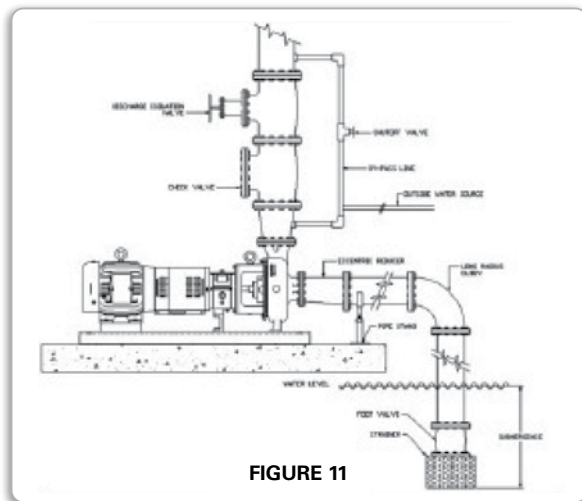 DISCHARGE ISOLATION
VALVE
SHUTOFF VALVE
BY-PASS LINE
CHECK VALVE
OUTSIDE WATER SOURCE
ECCENTRIC REDUCER
LONG RADIUS
ELBOW
PIPE STAND
WATER LEVEL
FOOT VALVE
STRAINER
SUBMERGENCE
FIGURE 11